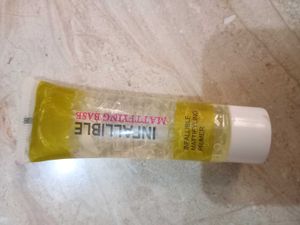 INFALLIBLE
MATTIFYING BASE
INFALLIBLE
MATTIFYING
PRIMER